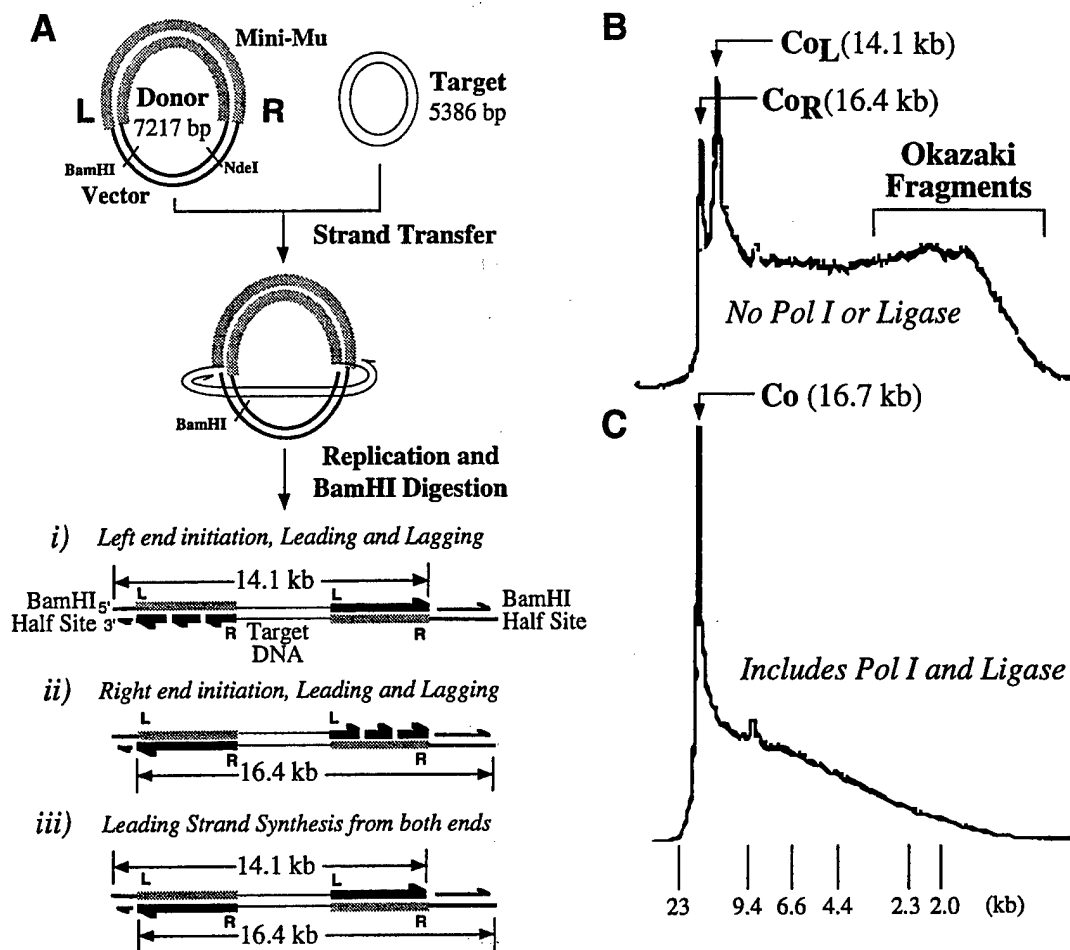 A
Mini-Mu
L
Donor
7217 bp
R
Target
5386 bp
BamHI
NdeI
Vector
Strand Transfer
BamHI
Replication and
BamHI Digestion
i) Left end initiation, Leading and Lagging
14.1 kb
L
L
BamHI 5'
Half Site 3'
R
Target
DNA
R
BamHI
Half Site
ii) Right end initiation, Leading and Lagging
L
L
R
R
16.4 kb
iii) Leading Strand Synthesis from both ends
14.1 kb
L
L
R
R
16.4 kb
B
CoL(14.1 kb)
CoR(16.4 kb)
Okazaki
Fragments
No Pol I or Ligase
C
Co (16.7 kb)
Includes Pol I and Ligase
23 9.4 6.6 4.4 2.3 2.0 (kb)